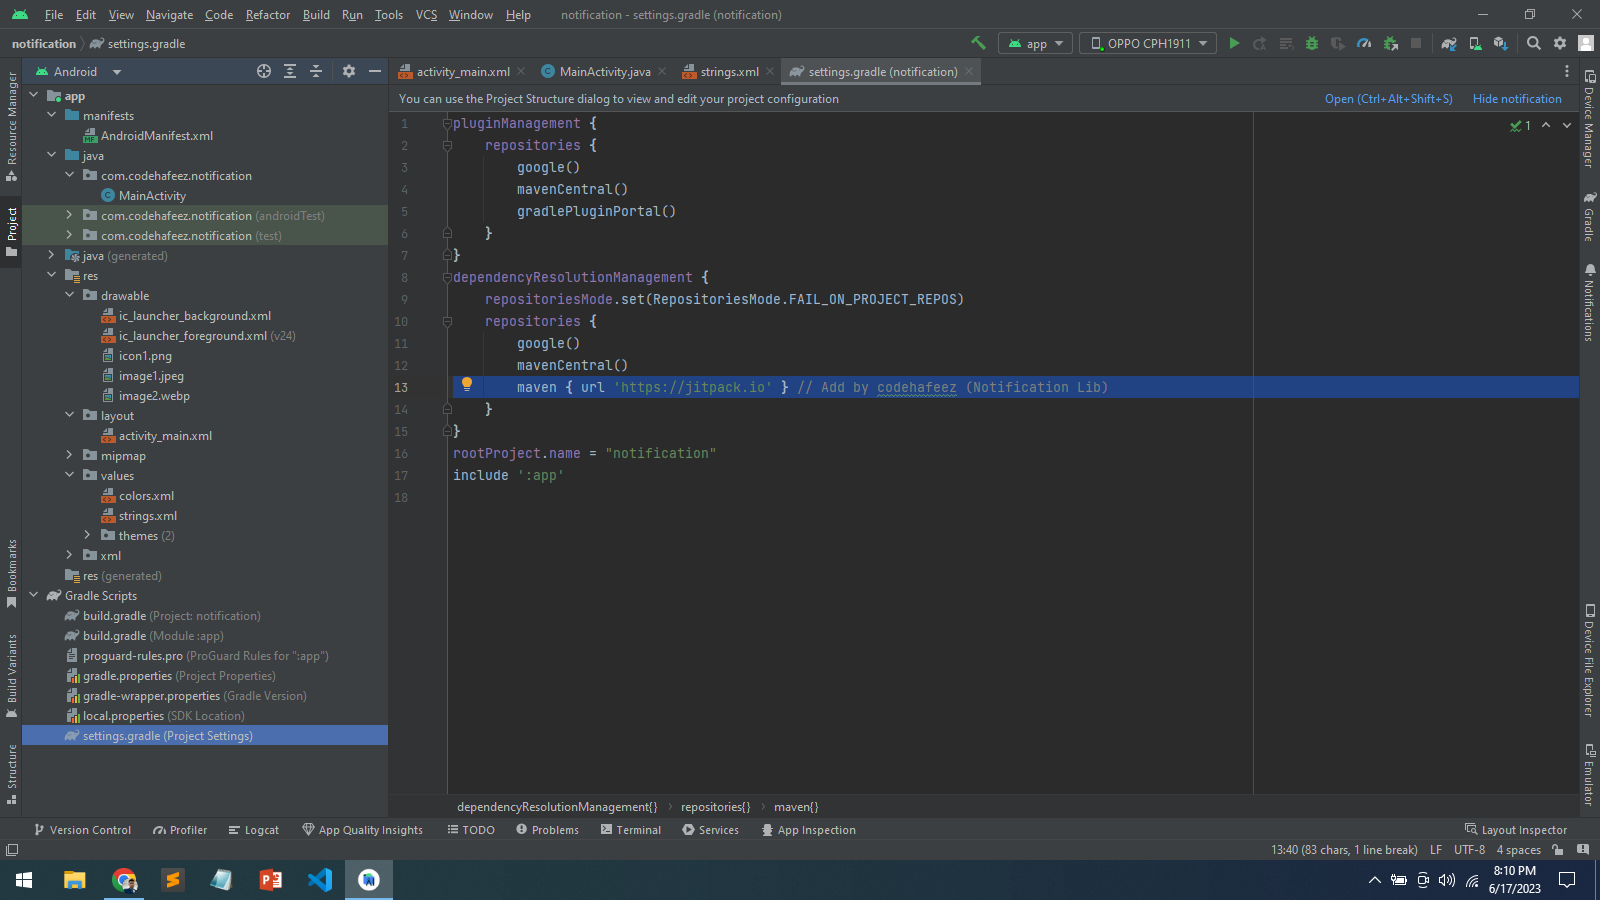 File Edit View Navigate Code Refactor Build Run Tools VCS Window Help notification - settings.gradle (notification)
notification settings.gradle app OPPO CPH1911
Android activity_main.xml MainActivity.java strings.xml settings.gradle (notification)
You can use the Project Structure dialog to view and edit your project configuration Open (Ctrl+Alt+Shift+S) Hide notification
Resource Manager
Project
Bookmarks
Build Variants
Structure
app
manifests
AndroidManifest.xml
java
com.codehafeez.notification
MainActivity
com.codehafeez.notification (androidTest)
com.codehafeez.notification (test)
java (generated)
res
drawable
ic_launcher_background.xml
ic_launcher_foreground.xml (v24)
icon1.png
image1.jpeg
image2.webp
layout
activity_main.xml
mipmap
values
colors.xml
strings.xml
themes (2)
xml
res (generated)
Gradle Scripts
build.gradle (Project: notification)
build.gradle (Module :app)
proguard-rules.pro (ProGuard Rules for ":app")
gradle.properties (Project Properties)
gradle-wrapper.properties (Gradle Version)
local.properties (SDK Location)
settings.gradle (Project Settings)
1 pluginManagement {
2 repositories {
3 google()
4 mavenCentral()
5 gradlePluginPortal()
6 }
7 }
8 dependencyResolutionManagement {
9 repositoriesMode.set(RepositoriesMode.FAIL_ON_PROJECT_REPOS)
10 repositories {
11 google()
12 mavenCentral()
13 maven { url 'https://jitpack.io' } // Add by codehafeez (Notification Lib)
14 }
15 }
16 rootProject.name = "notification"
17 include ':app'
18
1
Device Manager
Gradle
Notifications
Device File Explorer
Emulator
dependencyResolutionManagement{} repositories{} maven{}
Version Control Profiler Logcat App Quality Insights TODO Problems Terminal Services App Inspection Layout Inspector
13:40 (83 chars, 1 line break) LF UTF-8 4 spaces
8:10 PM
6/17/2023